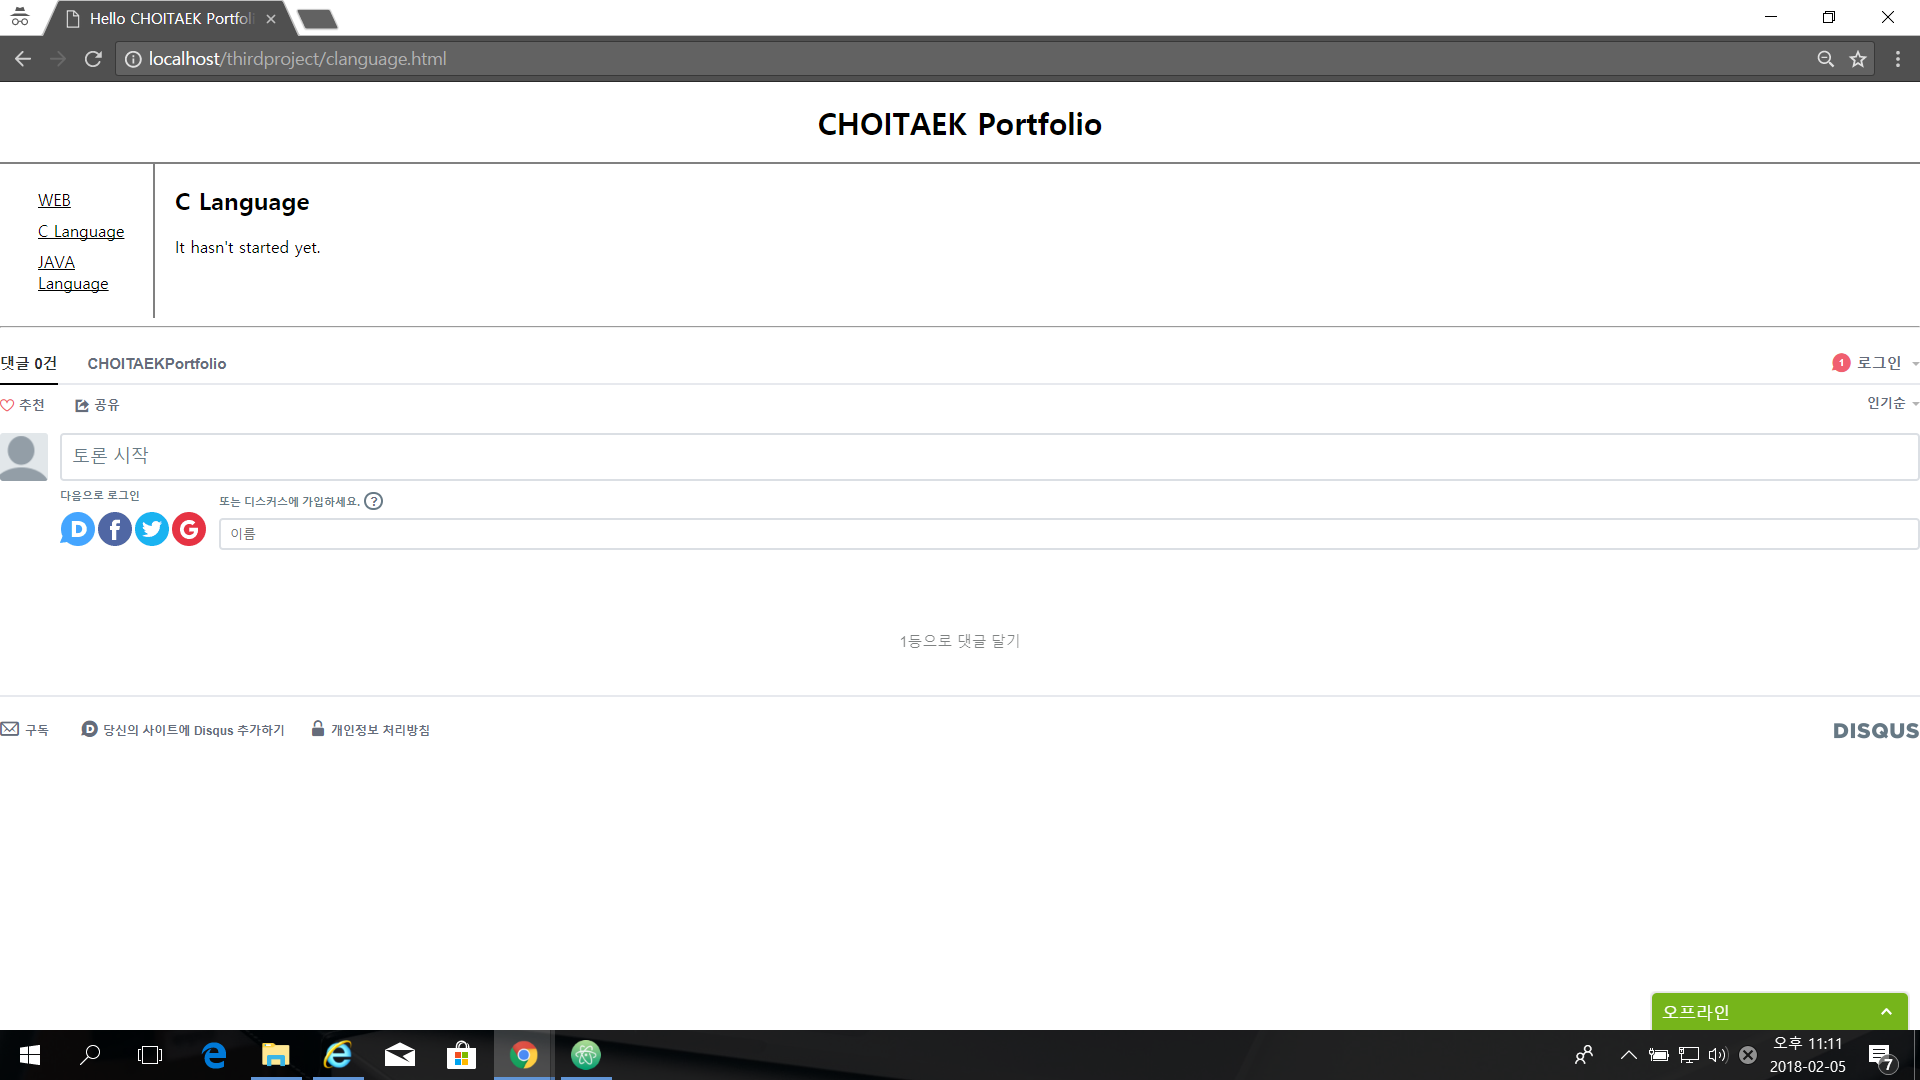 Hello CHOITAEK Portfoli
localhost/thirdproject/clanguage.html
CHOITAEK Portfolio
WEB
C Language
JAVA
Language
C Language
It hasn't started yet.
댓글 0건
CHOITAEKPortfolio
1
로그인
추천
공유
인기순
토론 시작
다음으로 로그인
또는 디스커스에 가입하세요. ?
이름
1등으로 댓글 달기
구독
당신의 사이트에 Disqus 추가하기
개인정보 처리방침
DISQUS
오프라인
오후 11:11
2018-02-05
7